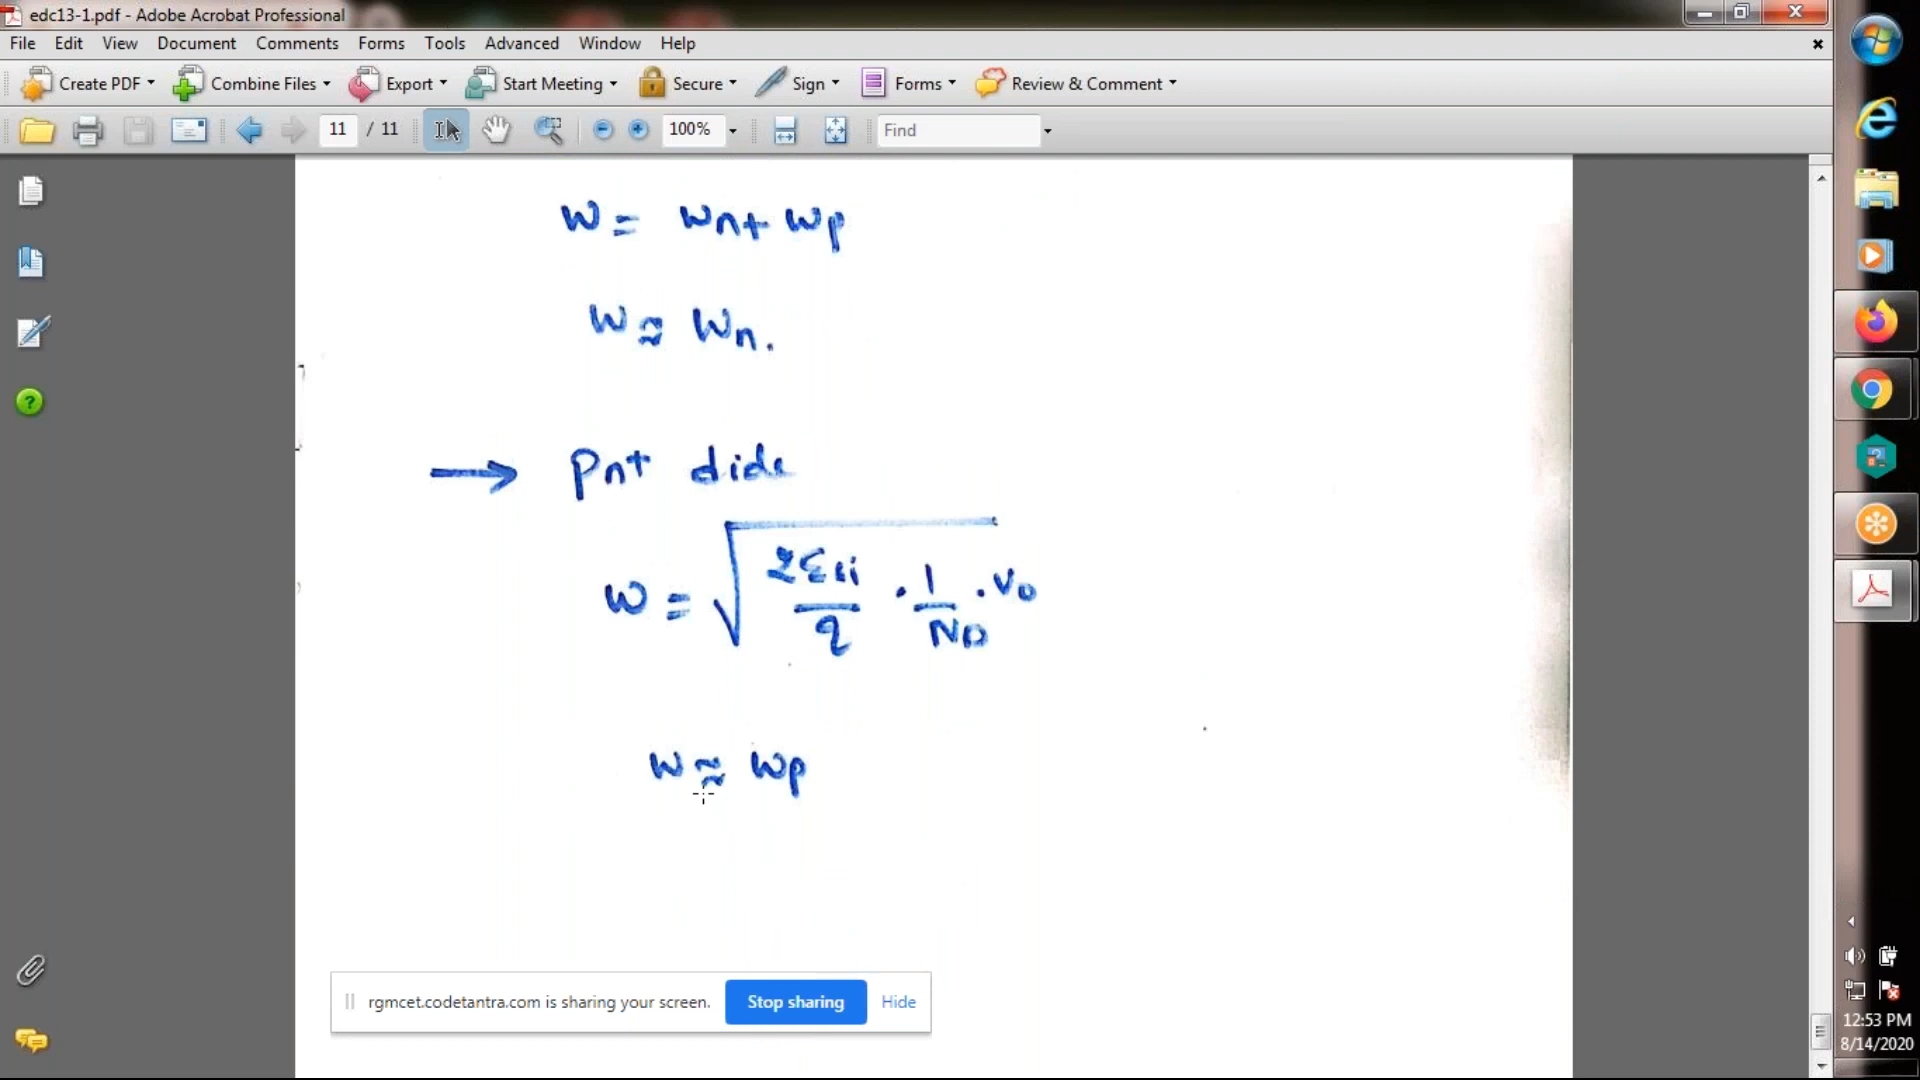 edc13-1.pdf - Adobe Acrobat Professional
File Edit View Document Comments Forms Tools Advanced Window Help
Create PDF Combine Files Export Start Meeting Secure Sign Forms Review & Comment
11 / 11 100% Find
W = Wn + Wp
W ≈ Wn.
→ Pn+ dide
W = √(2εsi/q · 1/ND · V0)
W ≈ Wp
rgmcet.codetantra.com is sharing your screen. Stop sharing Hide
12:53 PM
8/14/2020